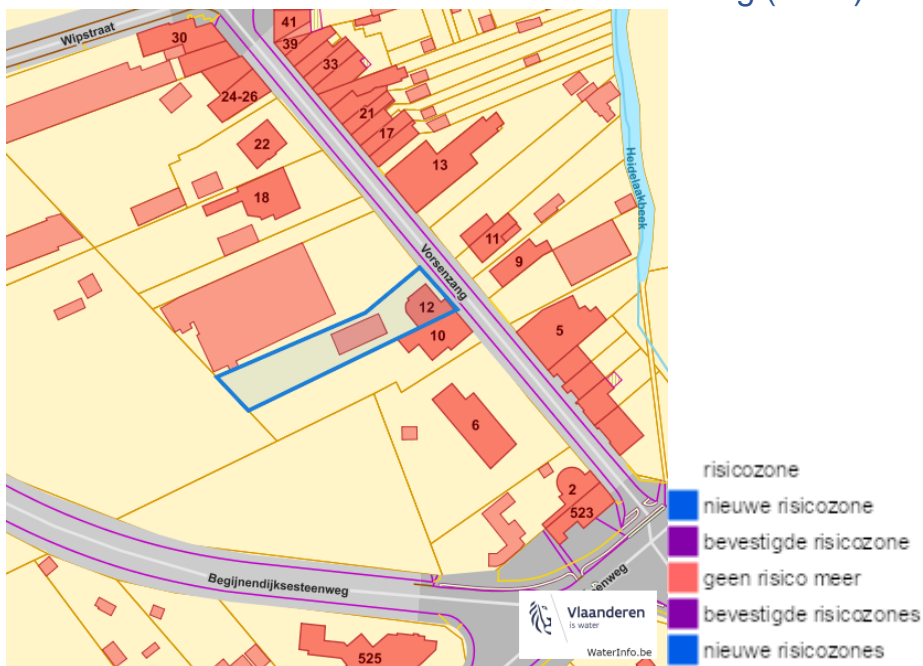 g (
Wipstraat
30
41
39
33
24-26
21
17
22
13
18
Heidelaakbeek
11
9
Vorsenzang
12
10
5
6
2
523
Begijnendijksesteenweg
enweg
525
Vlaanderen
is water
WaterInfo.be
risicozone
nieuwe risicozone
bevestigde risicozone
geen risico meer
bevestigde risicozones
nieuwe risicozones